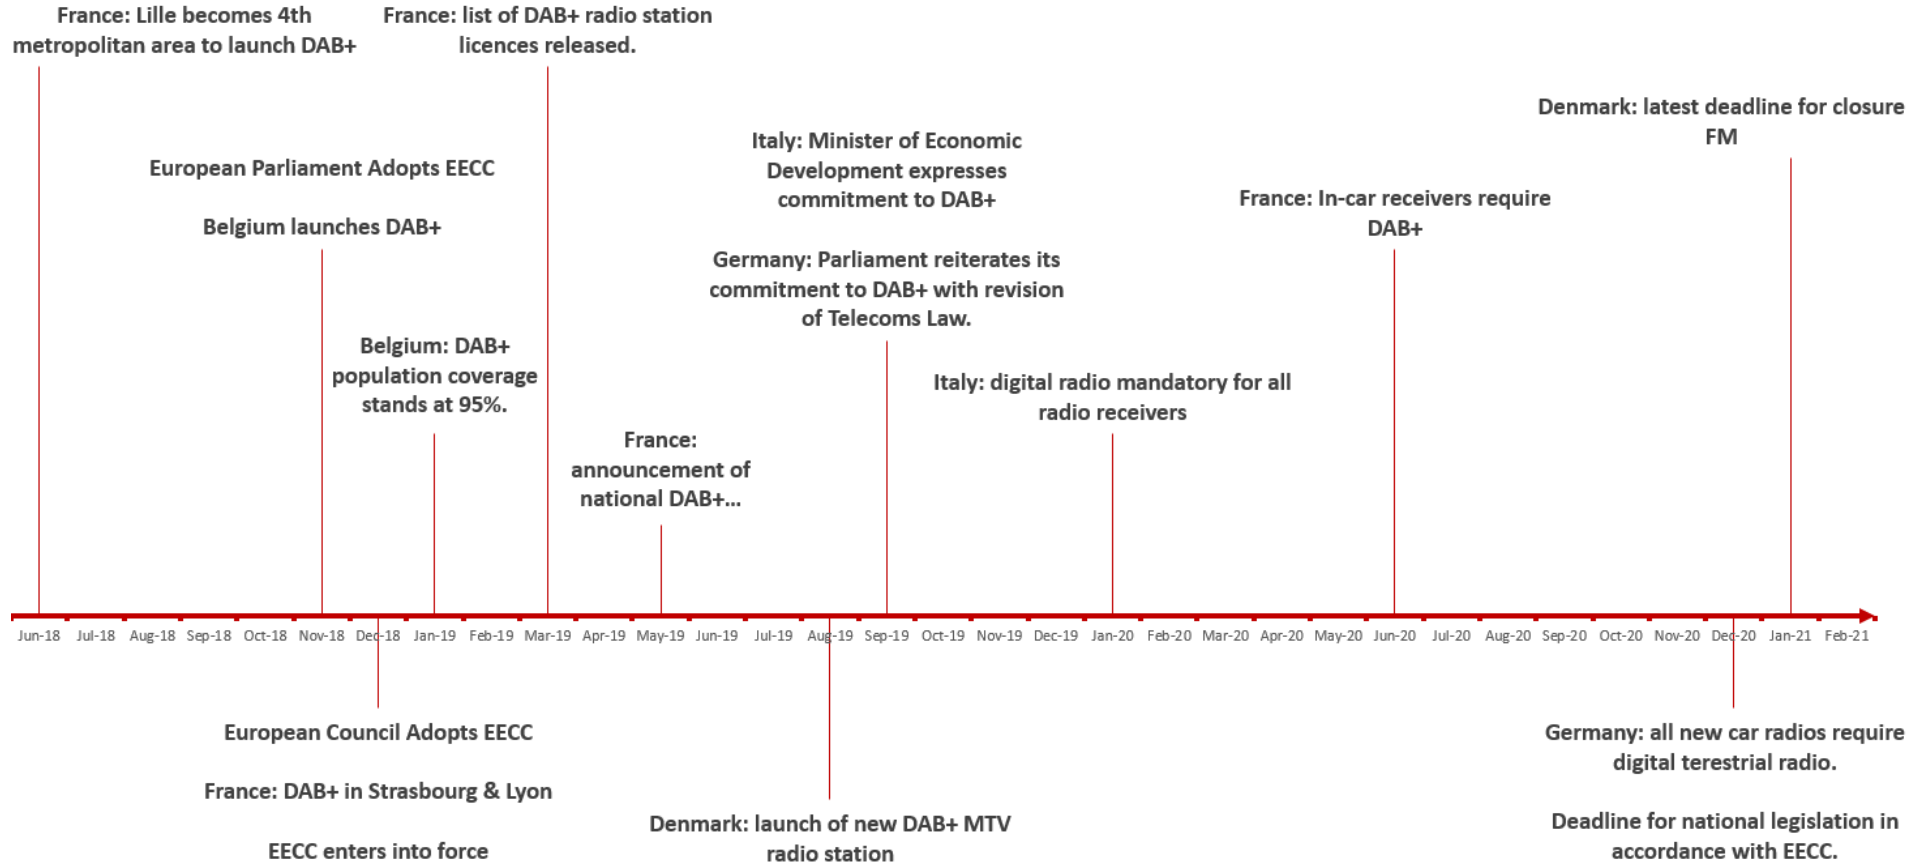 France: Lille becomes 4th
metropolitan area to launch DAB+
France: list of DAB+ radio station
licences released.
Denmark: latest deadline for closure
FM
Italy: Minister of Economic
Development expresses
commitment to DAB+
European Parliament Adopts EECC
Belgium launches DAB+
France: In-car receivers require
DAB+
Germany: Parliament reiterates its
commitment to DAB+ with revision
of Telecoms Law.
Belgium: DAB+
population coverage
stands at 95%.
Italy: digital radio mandatory for all
radio receivers
France:
announcement of
national DAB+...
Jun-18 Jul-18 Aug-18 Sep-18 Oct-18 Nov-18 Dec-18 Jan-19 Feb-19 Mar-19 Apr-19 May-19 Jun-19 Jul-19 Aug-19 Sep-19 Oct-19 Nov-19 Dec-19 Jan-20 Feb-20 Mar-20 Apr-20 May-20 Jun-20 Jul-20 Aug-20 Sep-20 Oct-20 Nov-20 Dec-20 Jan-21 Feb-21
European Council Adopts EECC
France: DAB+ in Strasbourg & Lyon
EECC enters into force
Denmark: launch of new DAB+ MTV
radio station
Germany: all new car radios require
digital terestrial radio.
Deadline for national legislation in
accordance with EECC.